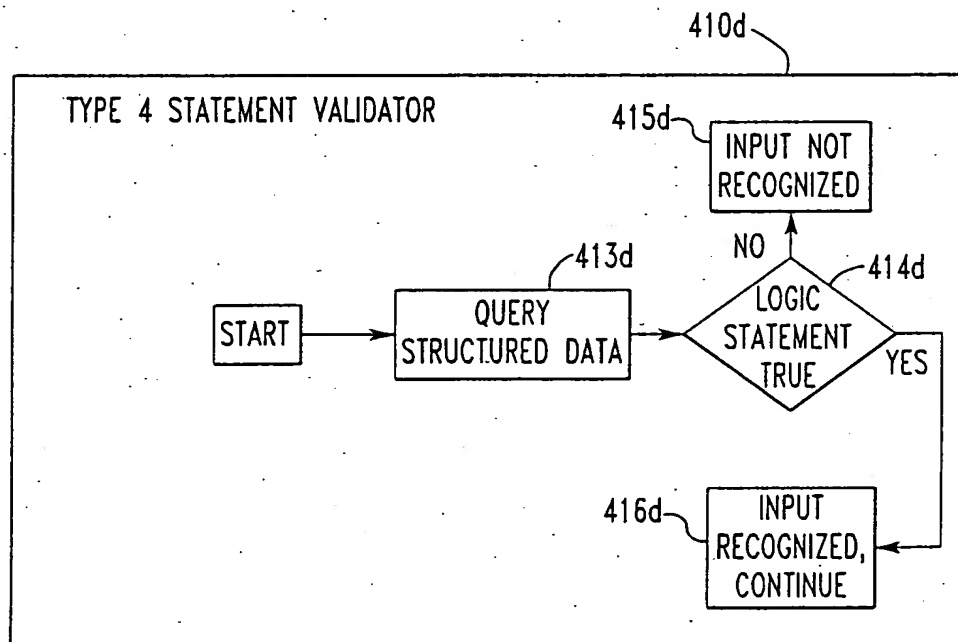 410d
TYPE 4 STATEMENT VALIDATOR
415d
INPUT NOT
RECOGNIZED
NO
413d
414d
START
QUERY
STRUCTURED DATA
LOGIC
STATEMENT
TRUE
YES
416d
INPUT
RECOGNIZED,
CONTINUE